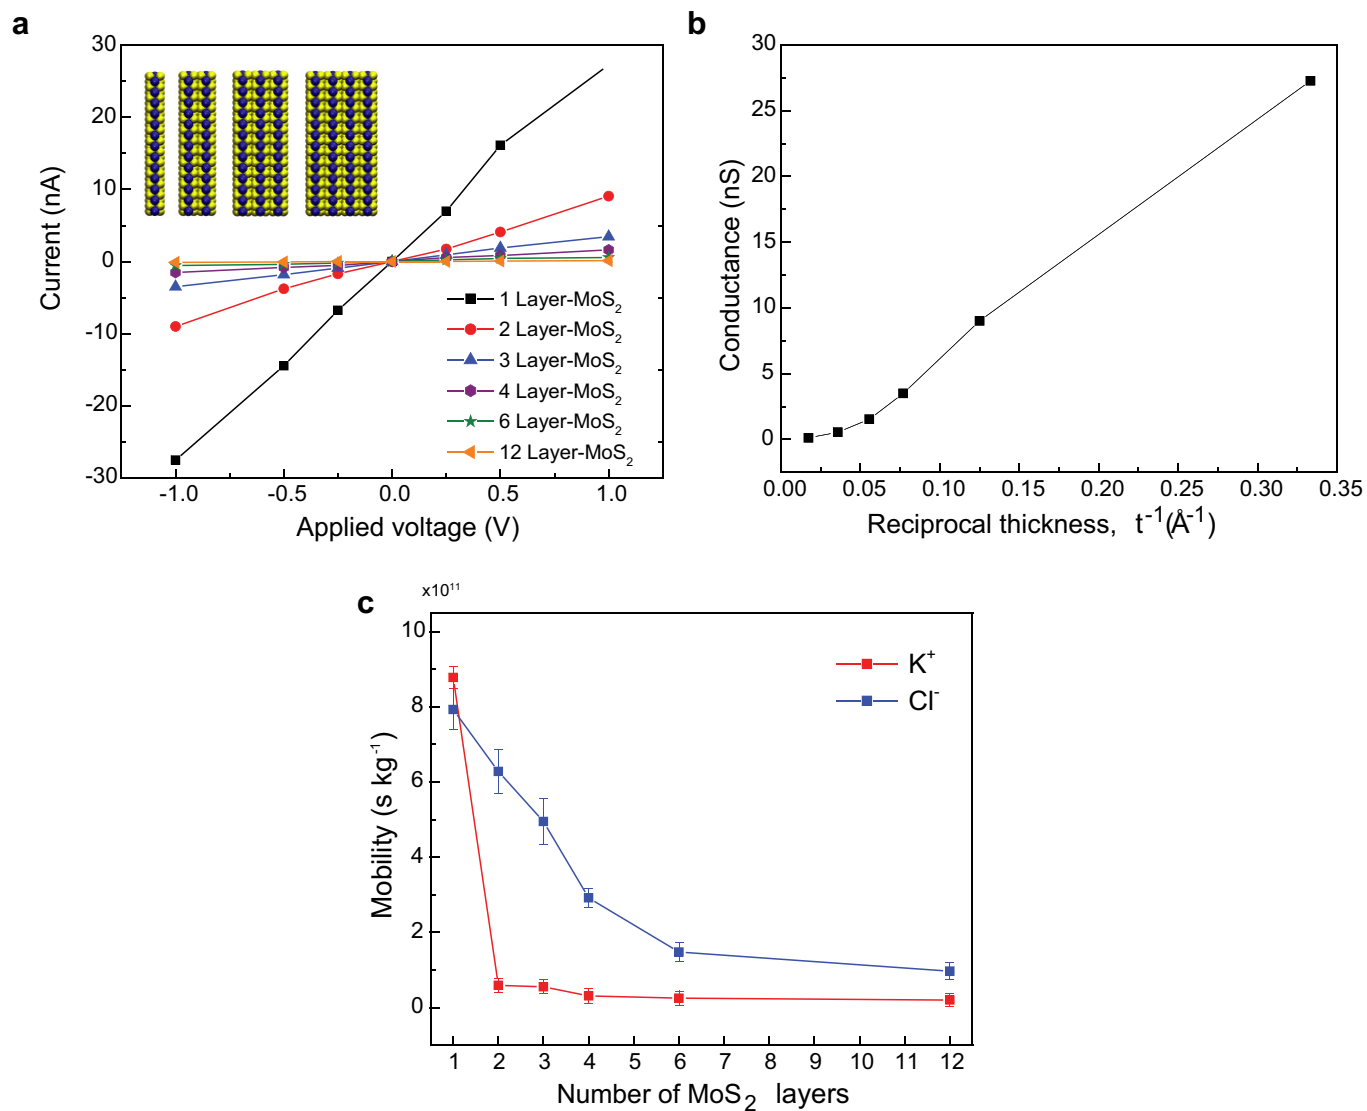 a
30
20
10
0
-10
-20
-30
-1.0
-0.5
0.0
0.5
1.0
Current (nA)
Applied voltage (V)
1 Layer-MoS₂
2 Layer-MoS₂
3 Layer-MoS₂
4 Layer-MoS₂
6 Layer-MoS₂
12 Layer-MoS₂
b
30
25
20
15
10
5
0
0.00
0.05
0.10
0.15
0.20
0.25
0.30
0.35
Conductance (nS)
Reciprocal thickness, t⁻¹(Å⁻¹)
c
x10¹¹
10
8
6
4
2
0
1
2
3
4
5
6
7
8
9
10
11
12
Mobility (s kg⁻¹)
Number of MoS₂ layers
K⁺
Cl⁻